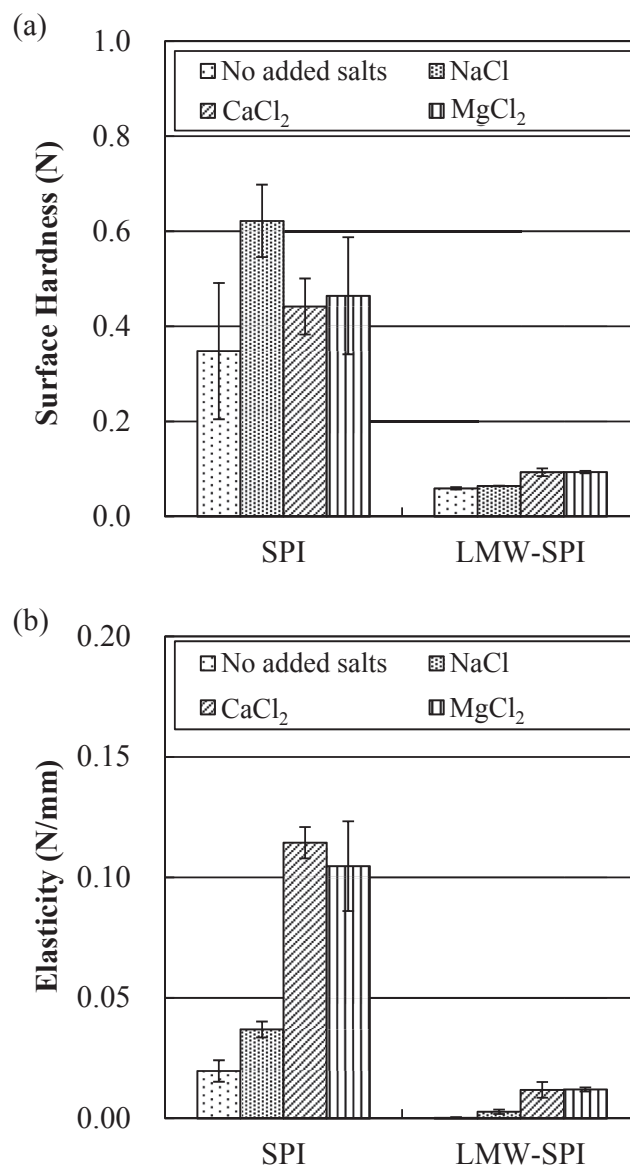 (a)
1.0
No added salts NaCl
CaCl₂ MgCl₂
0.8
0.6
0.4
0.2
0.0
Surface Hardness (N)
SPI LMW-SPI
(b)
0.20
No added salts NaCl
CaCl₂ MgCl₂
0.15
0.10
0.05
0.00
Elasticity (N/mm)
SPI LMW-SPI